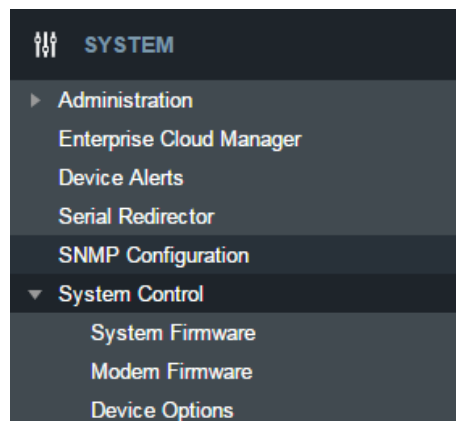 SYSTEM
Administration
Enterprise Cloud Manager
Device Alerts
Serial Redirector
SNMP Configuration
System Control
System Firmware
Modem Firmware
Device Options